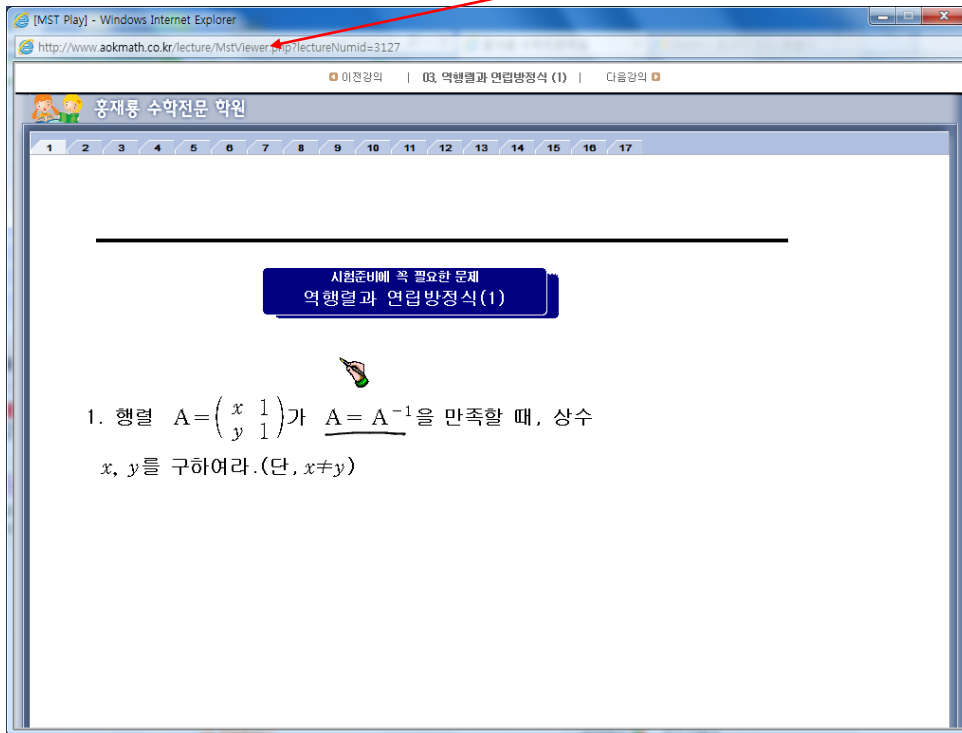 [MST Play] - Windows Internet Explorer
http://www.aokmath.co.kr/lecture/MstViewer.php?lectureNumid=3127
이전강의 | 03. 역행렬과 연립방정식 (1) | 다음강의
홍재룡 수학전문 학원
1 2 3 4 5 6 7 8 9 10 11 12 13 14 15 16 17
시험준비에 꼭 필요한 문제
역행렬과 연립방정식(1)
1. 행렬 A=( x 1 ; y 1 )가 A = A⁻¹을 만족할 때, 상수
x, y를 구하여라.(단, x≠y)